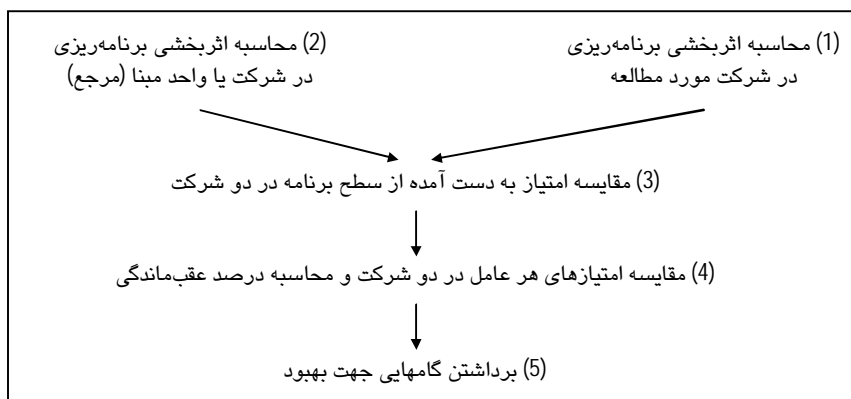 (1) محاسبه اثربخشی برنامه‌ریزی
در شرکت مورد مطالعه
(2) محاسبه اثربخشی برنامه‌ریزی
در شرکت یا واحد مبنا (مرجع)
(3) مقایسه امتیاز به دست آمده از سطح برنامه در دو شرکت
(4) مقایسه امتیازهای هر عامل در دو شرکت و محاسبه درصد عقب‌ماندگی
(5) برداشتن گامهایی جهت بهبود